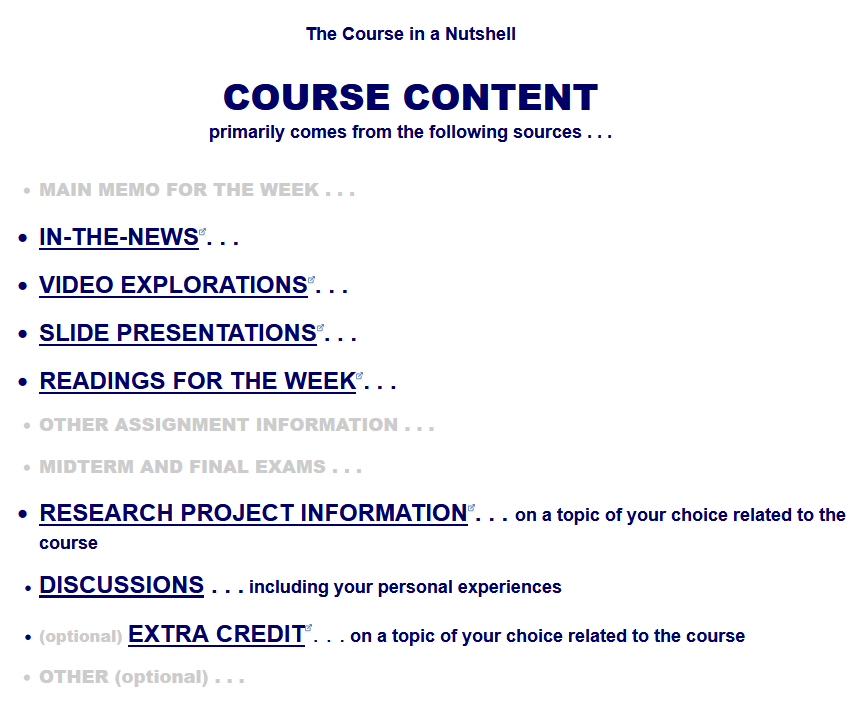 The Course in a Nutshell
COURSE CONTENT
primarily comes from the following sources . . .
• MAIN MEMO FOR THE WEEK . . .
• IN-THE-NEWS . . .
• VIDEO EXPLORATIONS . . .
• SLIDE PRESENTATIONS . . .
• READINGS FOR THE WEEK . . .
• OTHER ASSIGNMENT INFORMATION . . .
• MIDTERM AND FINAL EXAMS . . .
• RESEARCH PROJECT INFORMATION . . . on a topic of your choice related to the
course
• DISCUSSIONS . . . including your personal experiences
• (optional) EXTRA CREDIT . . . on a topic of your choice related to the course
• OTHER (optional) . . .